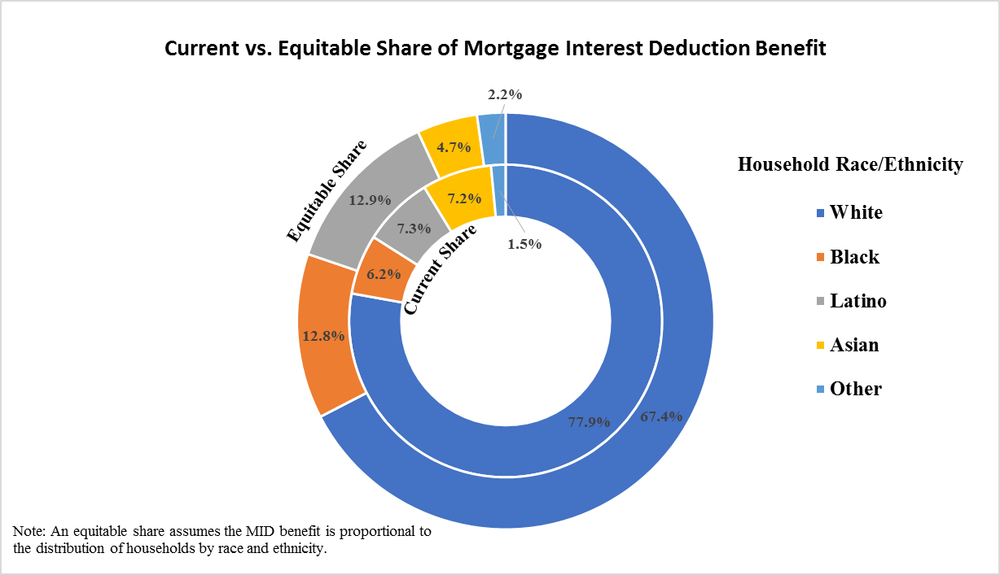 Current vs. Equitable Share of Mortgage Interest Deduction Benefit
2.2%
4.7%
Equitable Share
12.9%
7.2%
7.3%
1.5%
Current Share
6.2%
12.8%
77.9%
67.4%
Household Race/Ethnicity
White
Black
Latino
Asian
Other
Note: An equitable share assumes the MID benefit is proportional to
the distribution of households by race and ethnicity.